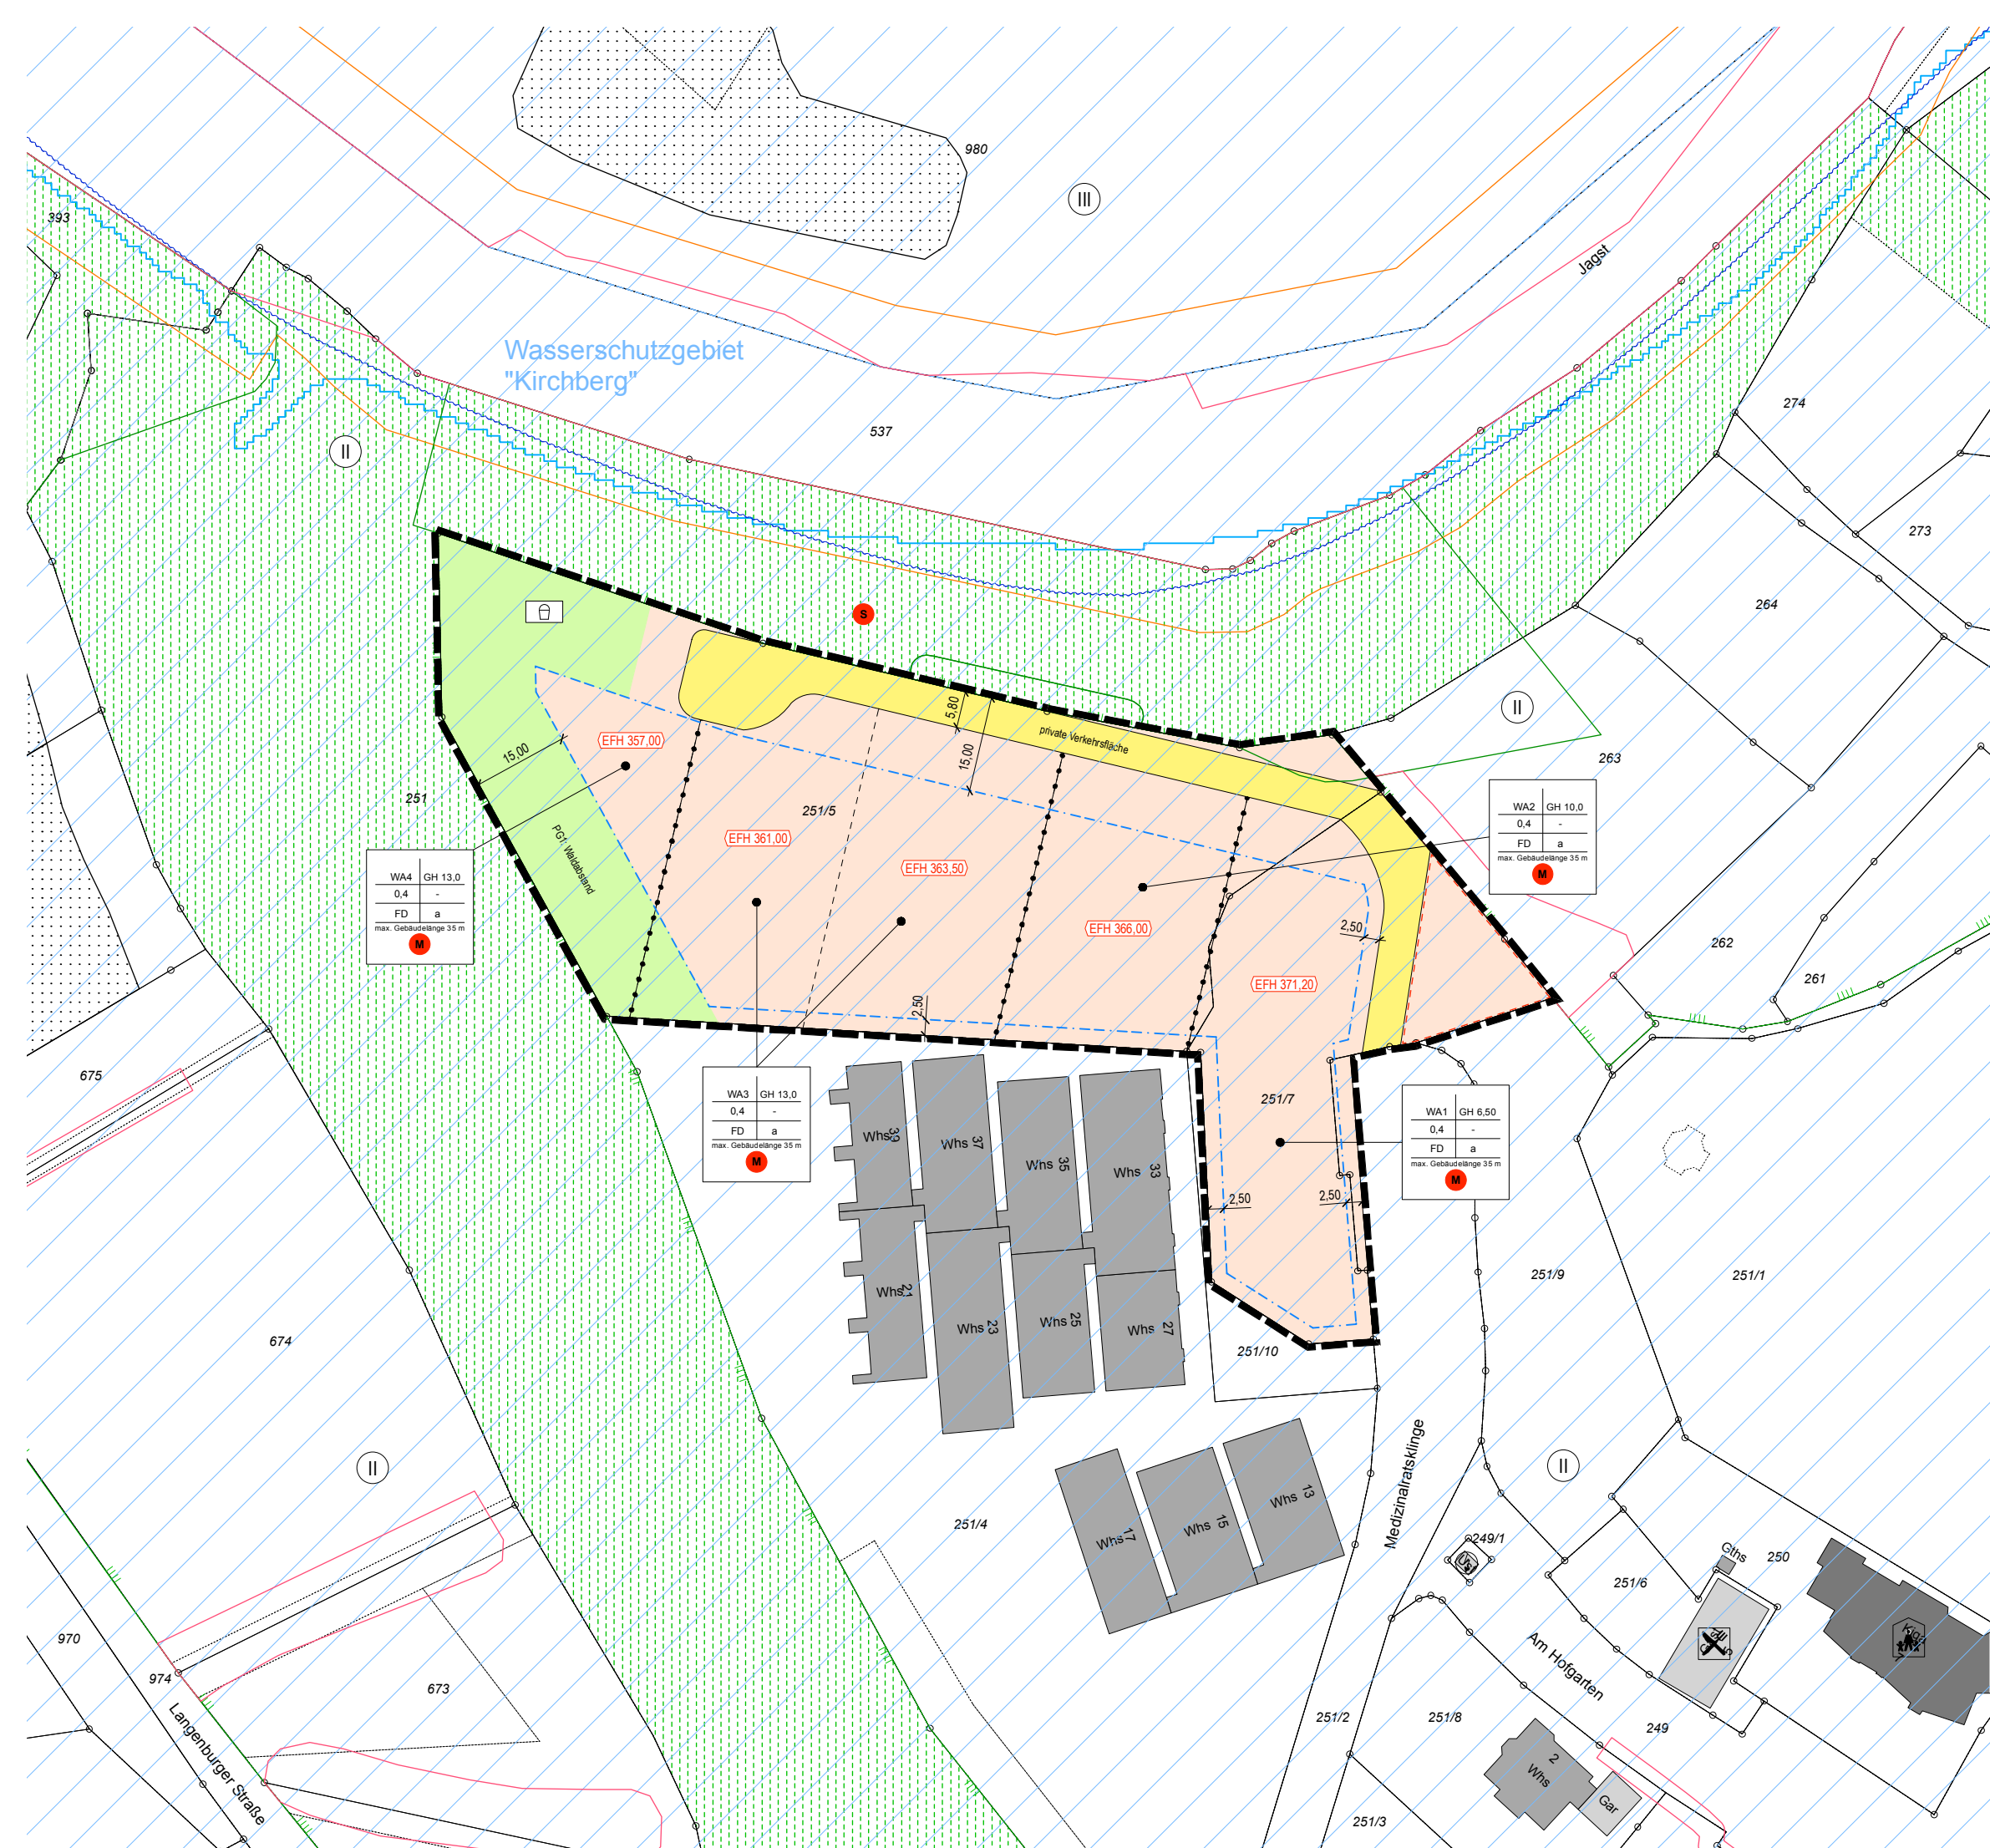 980
393
III
Jagst
Wasserschutzgebiet
"Kirchberg"
274
537
II
273
264
S
II
5,80
private Verkehrsfläche
EFH 357,00
15,00
15,00
263
251
251/5
EFH 361,00
PG1: Waldabstand
EFH 363,50
WA2 GH 10,0
0,4 -
FD a
max. Gebäudelänge 35 m
M
WA4 GH 13,0
0,4 -
FD a
max. Gebäudelänge 35 m
M
EFH 366,00
2,50
262
261
EFH 371,20
2,50
675
WA3 GH 13,0
0,4 -
FD a
max. Gebäudelänge 35 m
M
251/7
WA1 GH 6,50
0,4 -
FD a
max. Gebäudelänge 35 m
M
Whs 39
Whs 37
Whs 35
Whs 33
2,50
2,50
251/9
251/1
Whs 21
Whs 23
Whs 25
Whs 27
674
251/10
II
II
Medizinalratsklinge
Whs 13
Whs 15
Whs 17
251/4
249/1
Ust
Gths
250
251/6
970
974
673
Am Hofgarten
Langenburger Straße
251/2
251/8
249
2
Whs
Gar
251/3